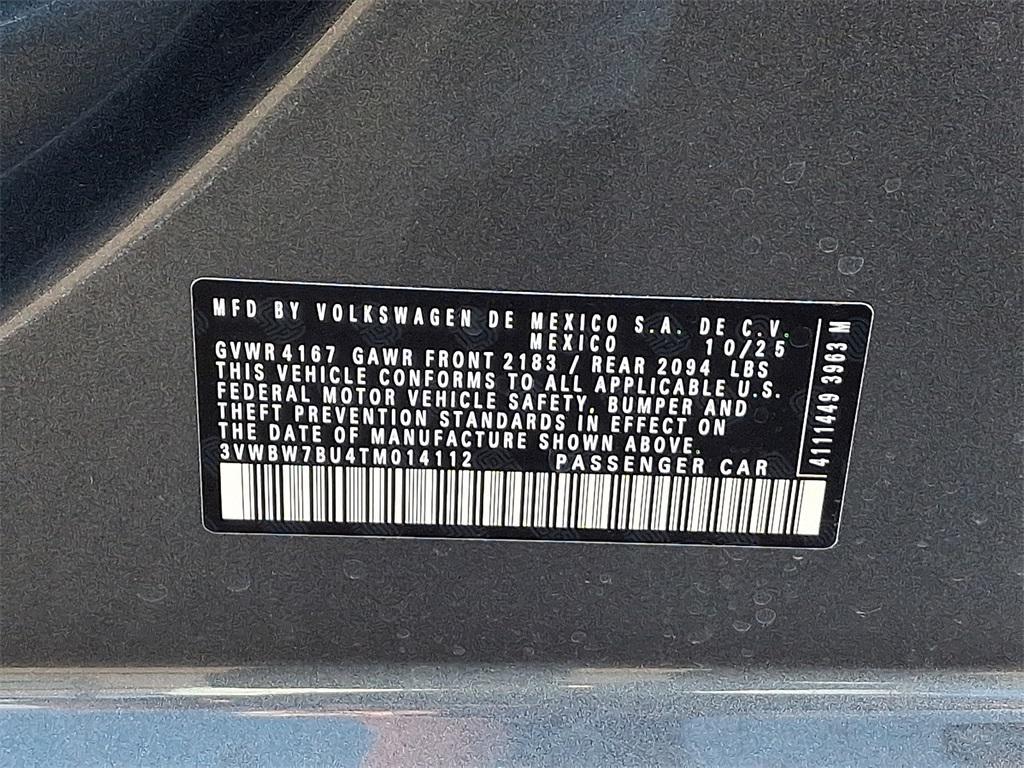 MFD BY VOLKSWAGEN DE MEXICO S.A. DE C.V.
MEXICO 10/25
GVWR 4167 GAWR FRONT 2183 / REAR 2094 LBS
THIS VEHICLE CONFORMS TO ALL APPLICABLE U.S.
FEDERAL MOTOR VEHICLE SAFETY, BUMPER AND
THEFT PREVENTION STANDARDS IN EFFECT ON
THE DATE OF MANUFACTURE SHOWN ABOVE.
3VWBW7BU4TM014112 PASSENGER CAR
4111449 3963 M